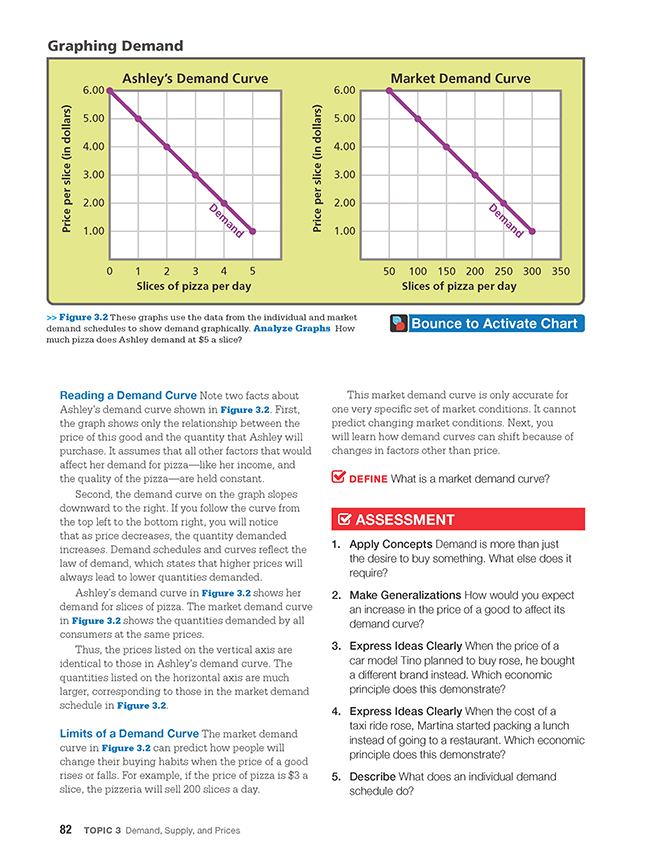 Graphing Demand
Ashley's Demand Curve
Price per slice (in dollars)
6.00
5.00
4.00
3.00
2.00
1.00
Demand
0 1 2 3 4 5
Slices of pizza per day
Market Demand Curve
Price per slice (in dollars)
6.00
5.00
4.00
3.00
2.00
1.00
Demand
50 100 150 200 250 300 350
Slices of pizza per day
>> Figure 3.2 These graphs use the data from the individual and market
demand schedules to show demand graphically. Analyze Graphs How
much pizza does Ashley demand at $5 a slice?
Bounce to Activate Chart
Reading a Demand Curve Note two facts about
Ashley's demand curve shown in Figure 3.2. First,
the graph shows only the relationship between the
price of this good and the quantity that Ashley will
purchase. It assumes that all other factors that would
affect her demand for pizza—like her income, and
the quality of the pizza—are held constant.
Second, the demand curve on the graph slopes
downward to the right. If you follow the curve from
the top left to the bottom right, you will notice
that as price decreases, the quantity demanded
increases. Demand schedules and curves reflect the
law of demand, which states that higher prices will
always lead to lower quantities demanded.
Ashley's demand curve in Figure 3.2 shows her
demand for slices of pizza. The market demand curve
in Figure 3.2 shows the quantities demanded by all
consumers at the same prices.
Thus, the prices listed on the vertical axis are
identical to those in Ashley's demand curve. The
quantities listed on the horizontal axis are much
larger, corresponding to those in the market demand
schedule in Figure 3.2.
Limits of a Demand Curve The market demand
curve in Figure 3.2 can predict how people will
change their buying habits when the price of a good
rises or falls. For example, if the price of pizza is $3 a
slice, the pizzeria will sell 200 slices a day.
This market demand curve is only accurate for
one very specific set of market conditions. It cannot
predict changing market conditions. Next, you
will learn how demand curves can shift because of
changes in factors other than price.
DEFINE What is a market demand curve?
ASSESSMENT
1. Apply Concepts Demand is more than just
the desire to buy something. What else does it
require?
2. Make Generalizations How would you expect
an increase in the price of a good to affect its
demand curve?
3. Express Ideas Clearly When the price of a
car model Tino planned to buy rose, he bought
a different brand instead. Which economic
principle does this demonstrate?
4. Express Ideas Clearly When the cost of a
taxi ride rose, Martina started packing a lunch
instead of going to a restaurant. Which economic
principle does this demonstrate?
5. Describe What does an individual demand
schedule do?
82 TOPIC 3 Demand, Supply, and Prices